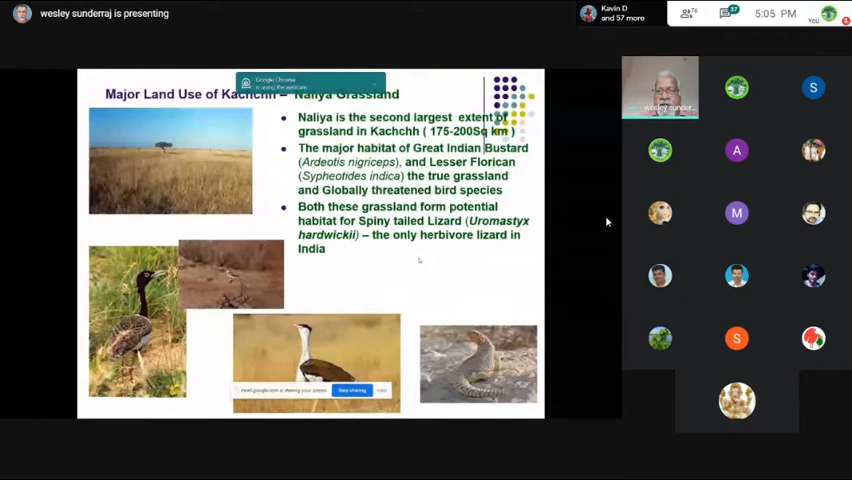 wesley sunderraj is presenting
Kavin D
and 57 more
76
37
5:05 PM
You
Google Chrome
is using the webcam.
Major Land Use of Kachchh – Naliya Grassland
Naliya is the second largest extent of
grassland in Kachchh ( 175-200Sq km )
The major habitat of Great Indian Bustard
(Ardeotis nigriceps), and Lesser Florican
(Sypheotides indica) the true grassland
and Globally threatened bird species
Both these grassland form potential
habitat for Spiny tailed Lizard (Uromastyx
hardwickii) – the only herbivore lizard in
India
meet.google.com is sharing your screen.
Stop sharing
Hide
wesley sunder...
S
A
M
S